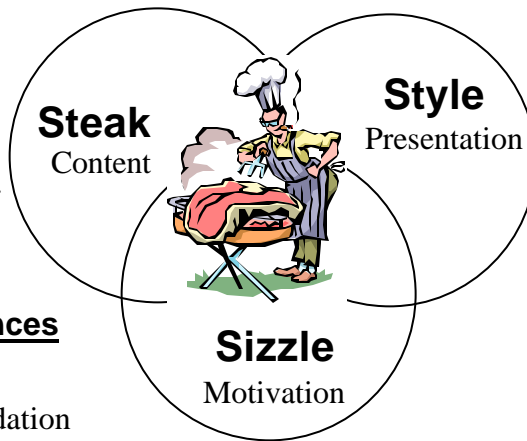 Steak
Content
Style
Presentation
Sizzle
Motivation